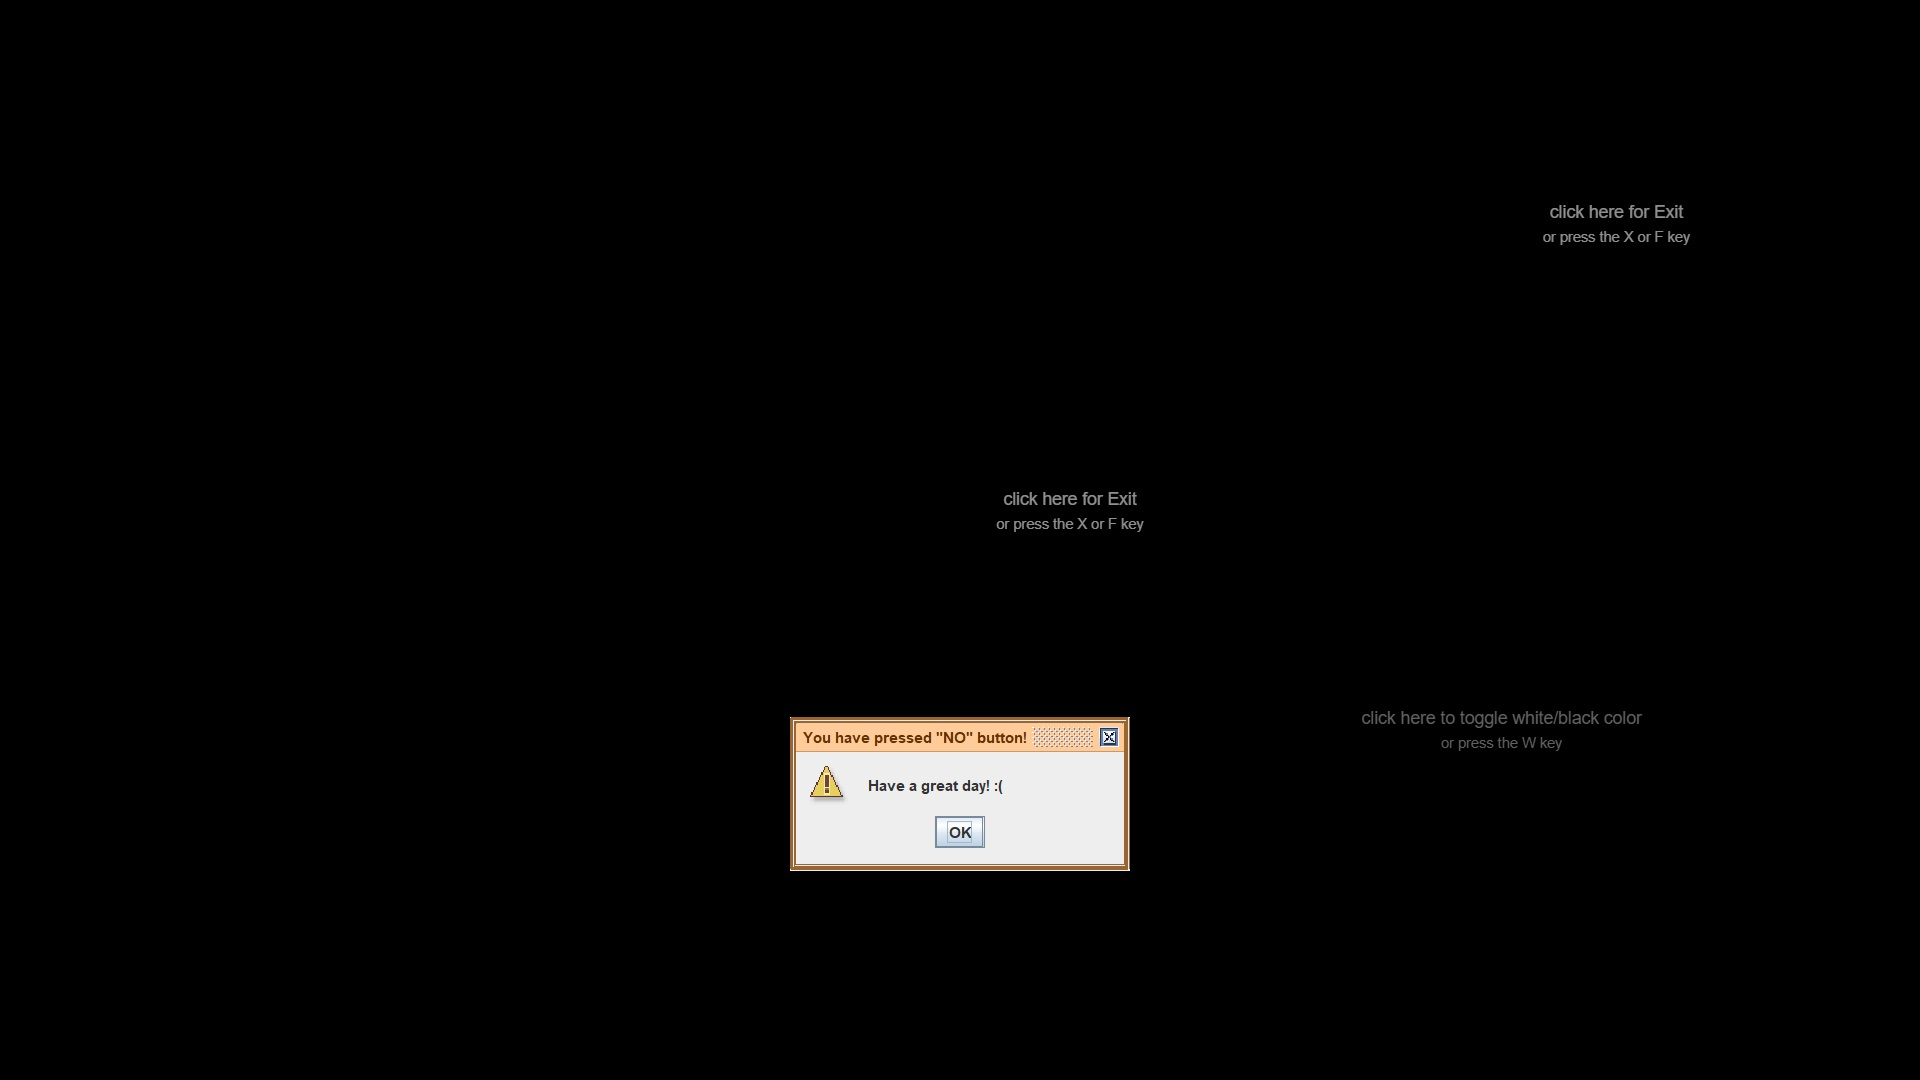 click here for Exit
or press the X or F key
click here for Exit
or press the X or F key
click here to toggle white/black color
or press the W key
You have pressed "NO" button!
Have a great day! :(
OK